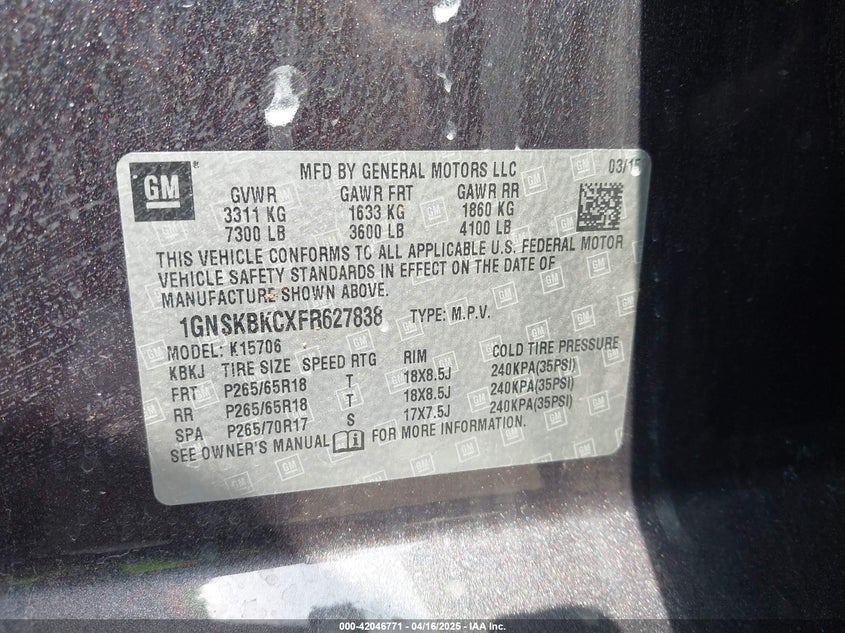 GM
MFD BY GENERAL MOTORS LLC 03/15
GVWR GAWR FRT GAWR RR
3311 KG 1633 KG 1860 KG
7300 LB 3600 LB 4100 LB
THIS VEHICLE CONFORMS TO ALL APPLICABLE U.S. FEDERAL MOTOR
VEHICLE SAFETY STANDARDS IN EFFECT ON THE DATE OF
MANUFACTURE SHOWN ABOVE.
1GNSKBKCXFR627838 TYPE: M.P.V.
MODEL: K15706
KBKJ TIRE SIZE SPEED RTG RIM COLD TIRE PRESSURE
FRT P265/65R18 T 18X8.5J 240KPA(35PSI)
RR P265/65R18 T 18X8.5J 240KPA(35PSI)
SPA P265/70R17 S 17X7.5J 240KPA(35PSI)
SEE OWNER'S MANUAL i FOR MORE INFORMATION.
000-42046771 - 04/16/2025 - IAA Inc.